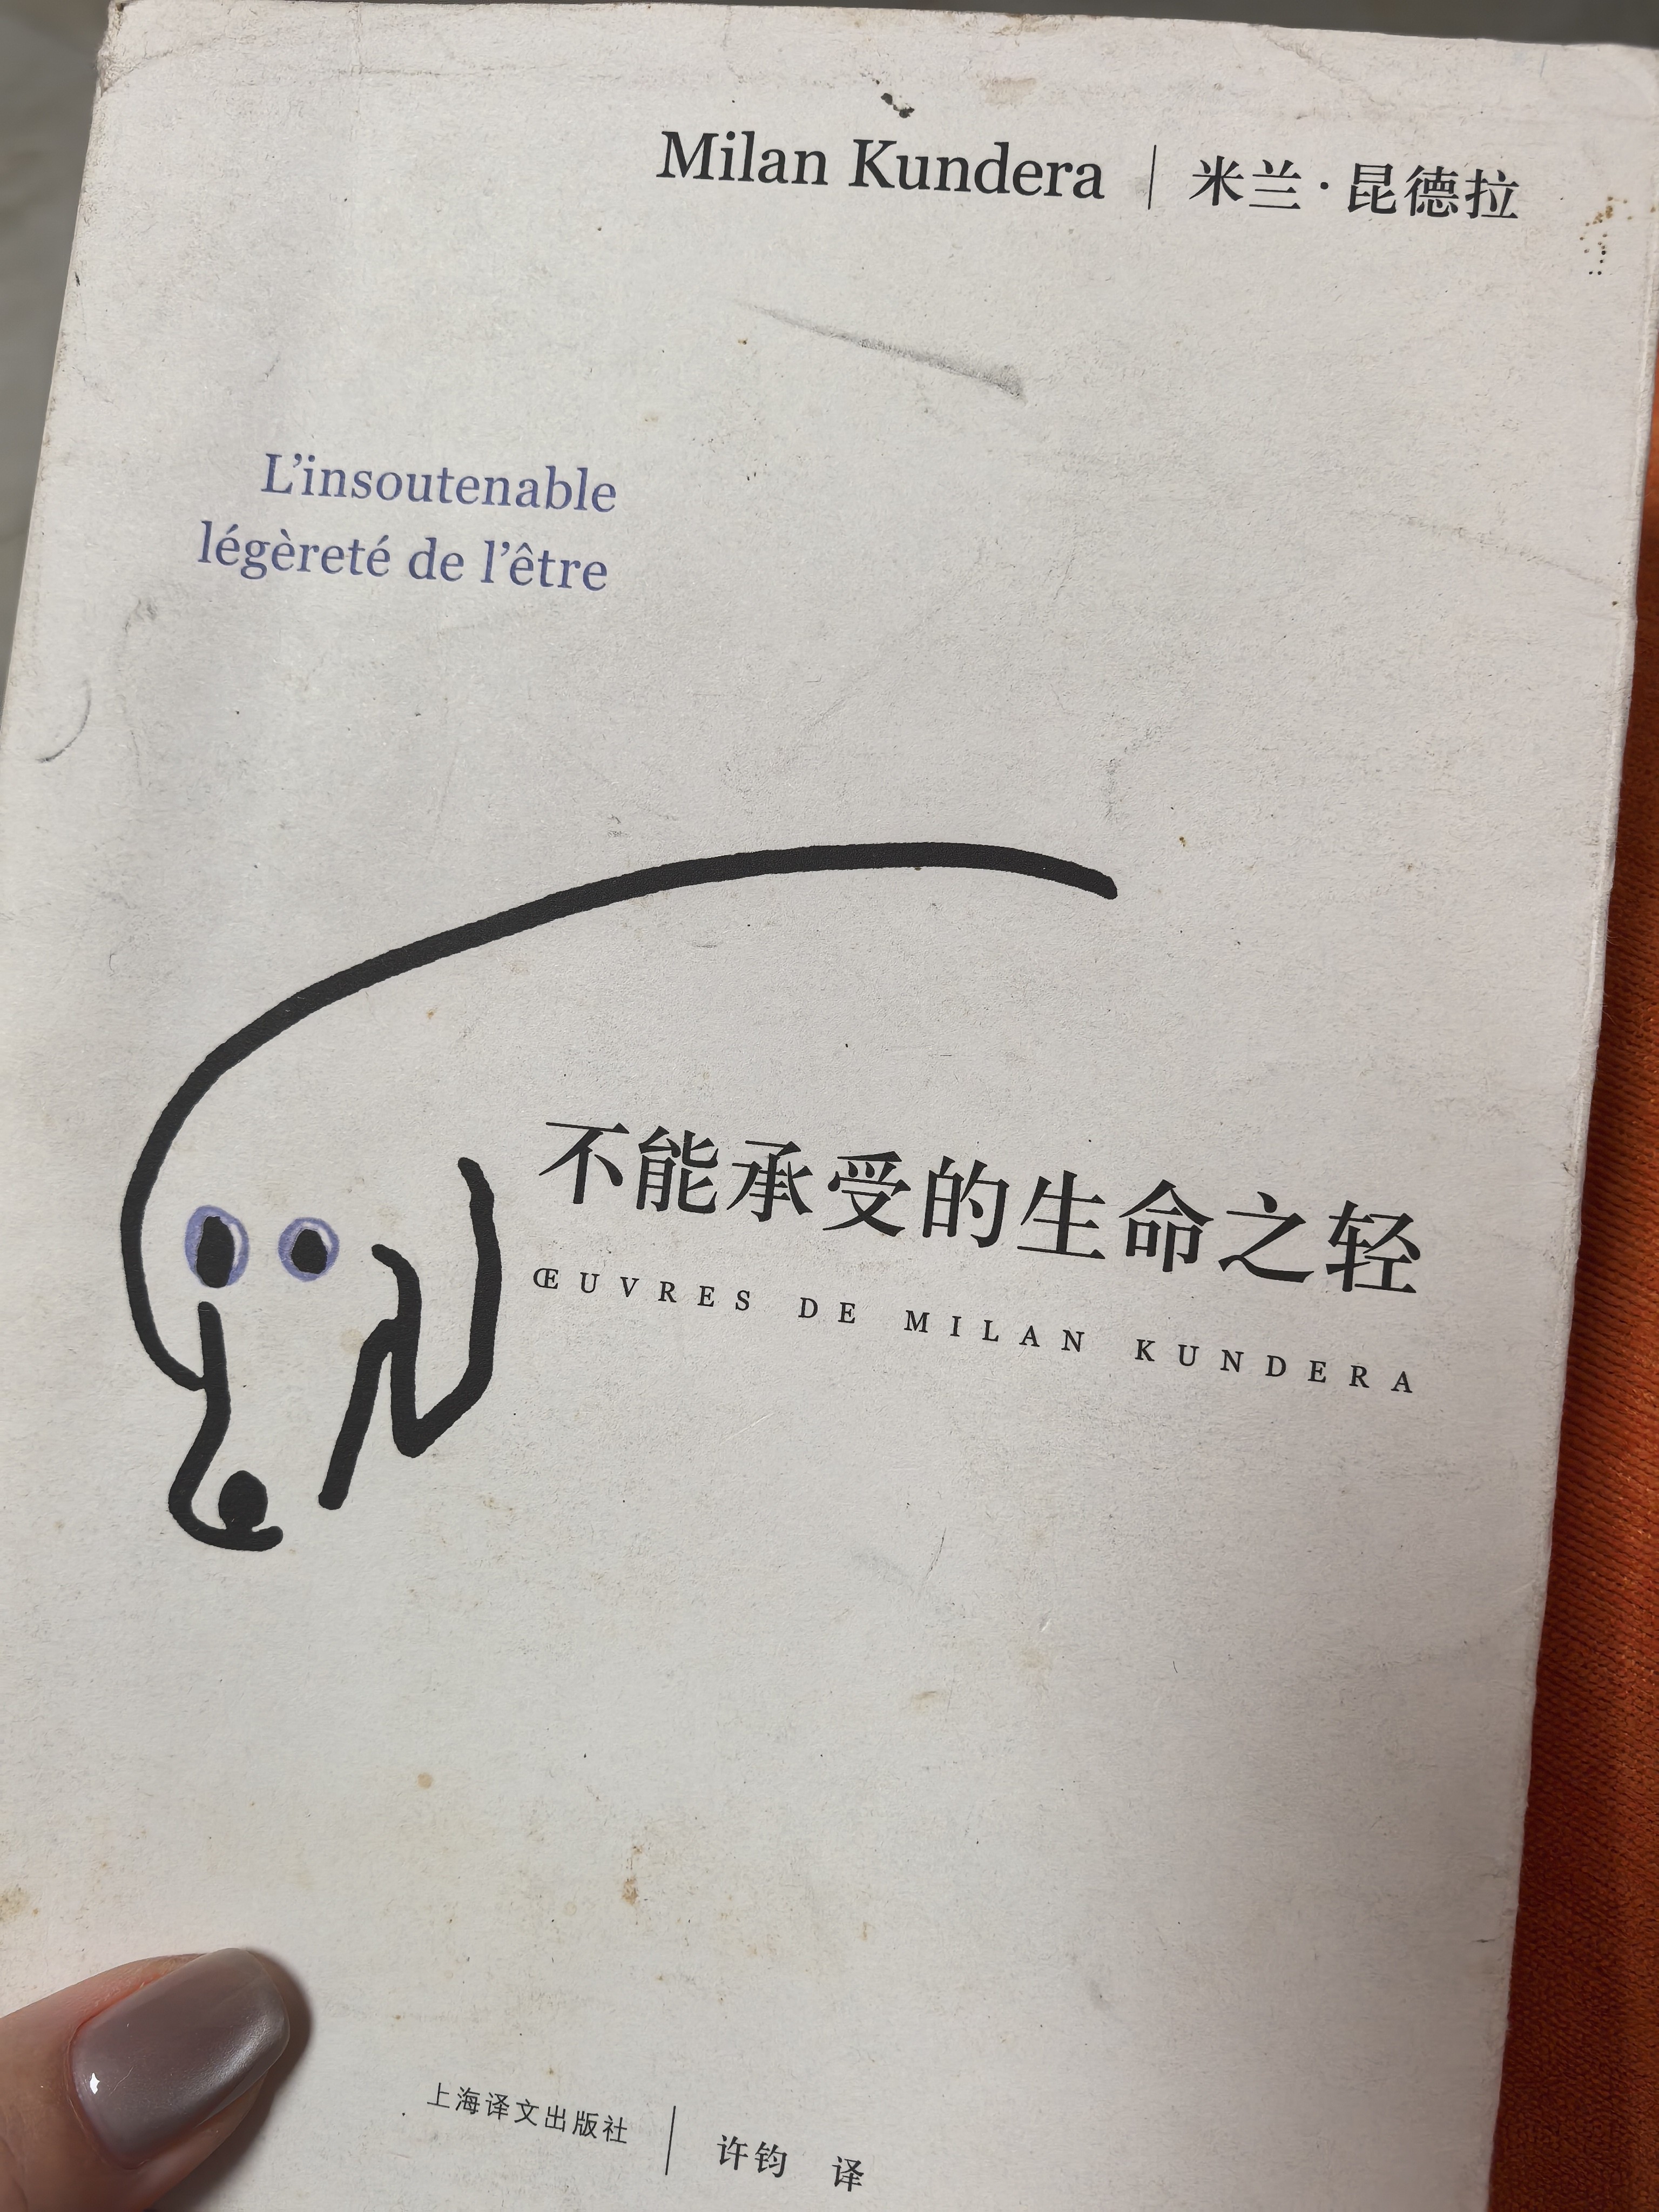 Milan Kundera | 米兰·昆德拉
L’insoutenable
légèreté de l’être
不能承受的生命之轻
ŒUVRES DE MILAN KUNDERA
上海译文出版社 | 许钧 译